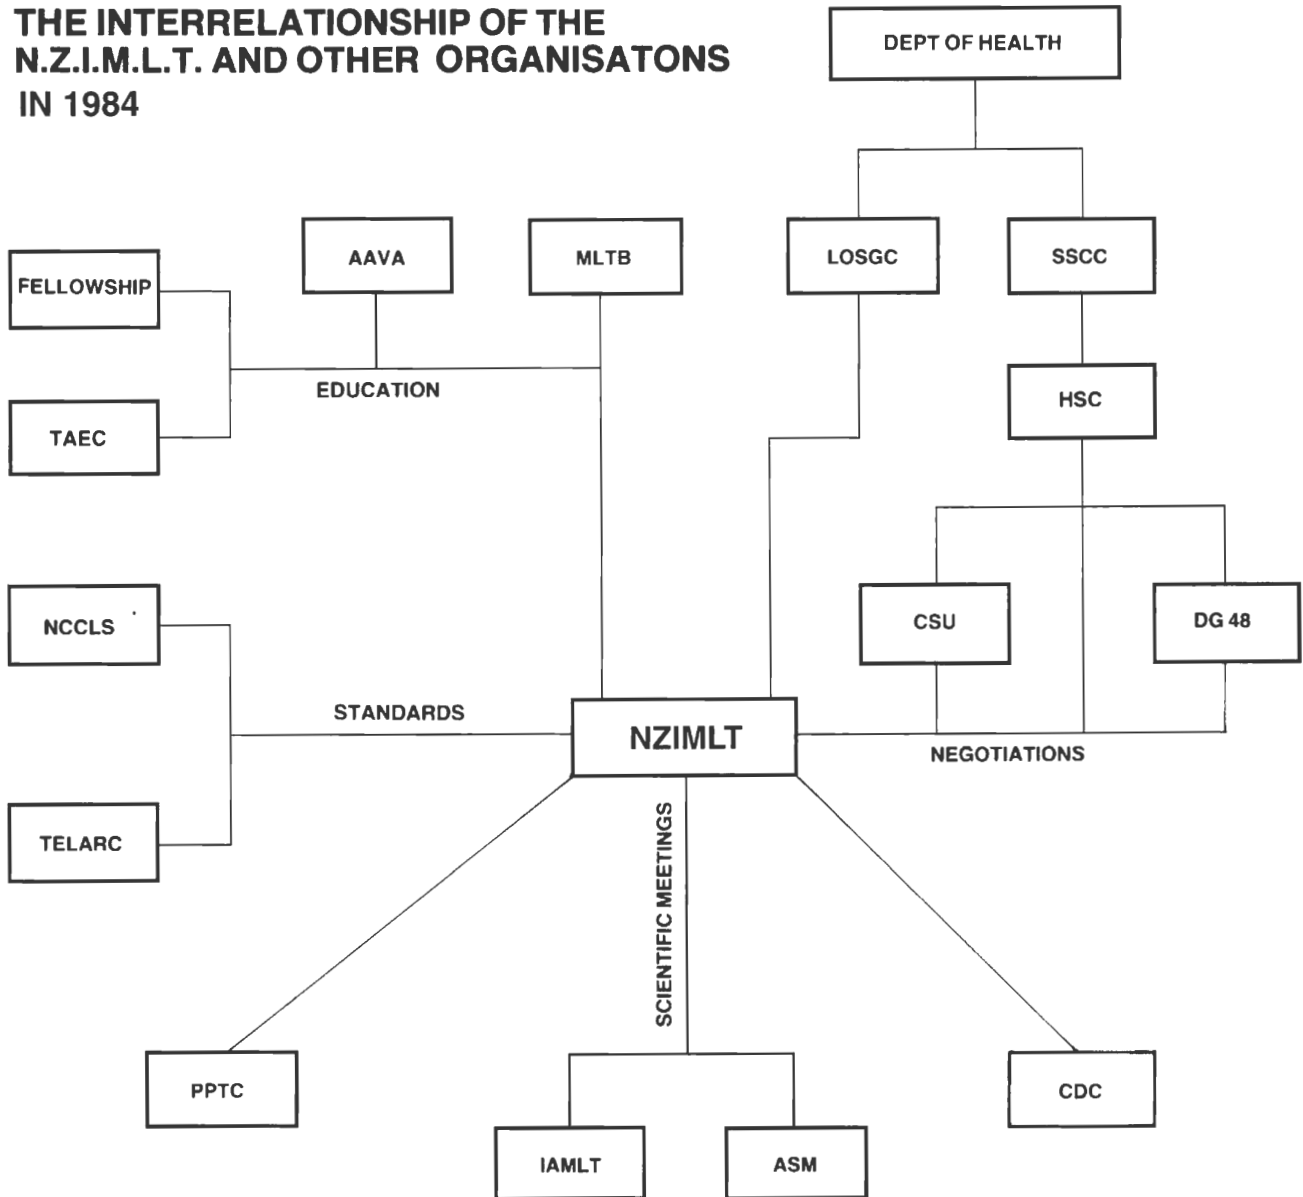 THE INTERRELATIONSHIP OF THE
N.Z.I.M.L.T. AND OTHER ORGANISATONS
IN 1984
DEPT OF HEALTH
AAVA
MLTB
LOSGC
SSCC
FELLOWSHIP
EDUCATION
HSC
TAEC
NCCLS
CSU
DG 48
STANDARDS
NZIMLT
NEGOTIATIONS
TELARC
SCIENTIFIC MEETINGS
PPTC
CDC
IAMLT
ASM